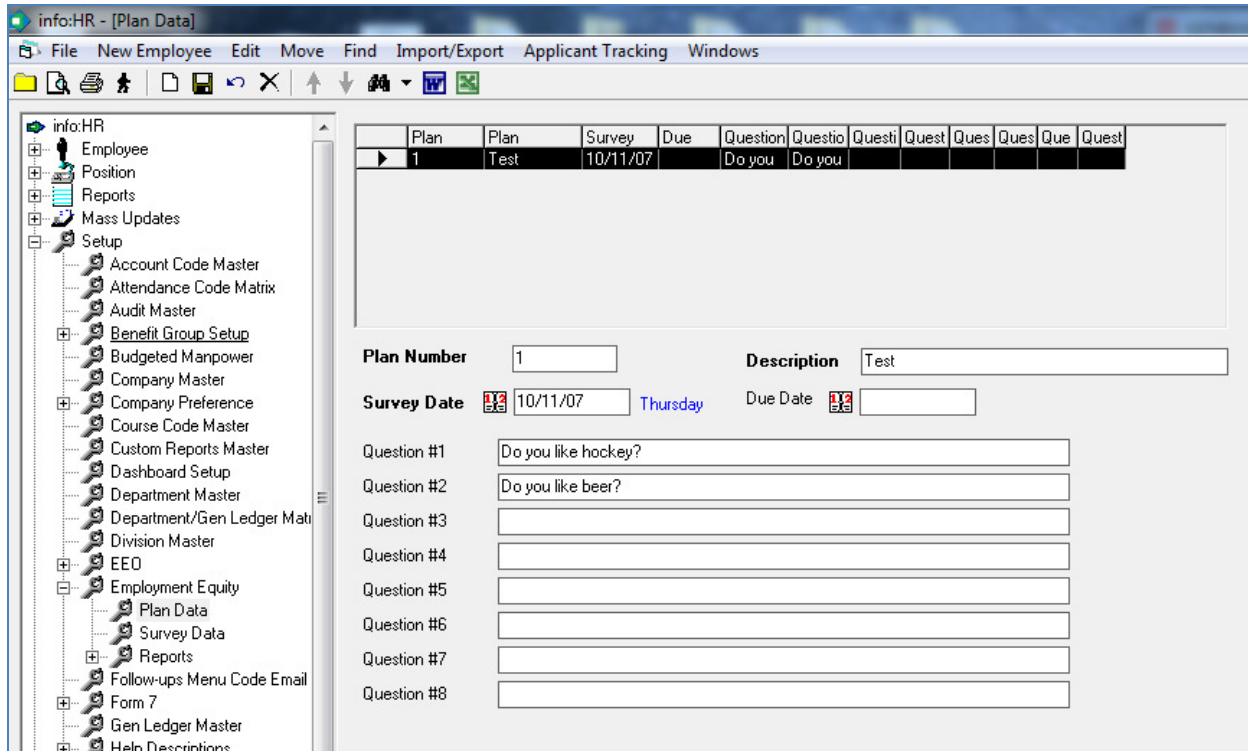 info:HR - [Plan Data]
File New Employee Edit Move Find Import/Export Applicant Tracking Windows
info:HR
Employee
Position
Reports
Mass Updates
Setup
Account Code Master
Attendance Code Matrix
Audit Master
Benefit Group Setup
Budgeted Manpower
Company Master
Company Preference
Course Code Master
Custom Reports Master
Dashboard Setup
Department Master
Department/Gen Ledger Matr
Division Master
EEO
Employment Equity
Plan Data
Survey Data
Reports
Follow-ups Menu Code Email
Form 7
Gen Ledger Master
Help Descriptions
Plan Plan Survey Due Question Questio Questi Quest Ques Ques Que Quest
1 Test 10/11/07 Do you Do you
Plan Number 1 Description Test
Survey Date 10/11/07 Thursday Due Date
Question #1 Do you like hockey?
Question #2 Do you like beer?
Question #3
Question #4
Question #5
Question #6
Question #7
Question #8